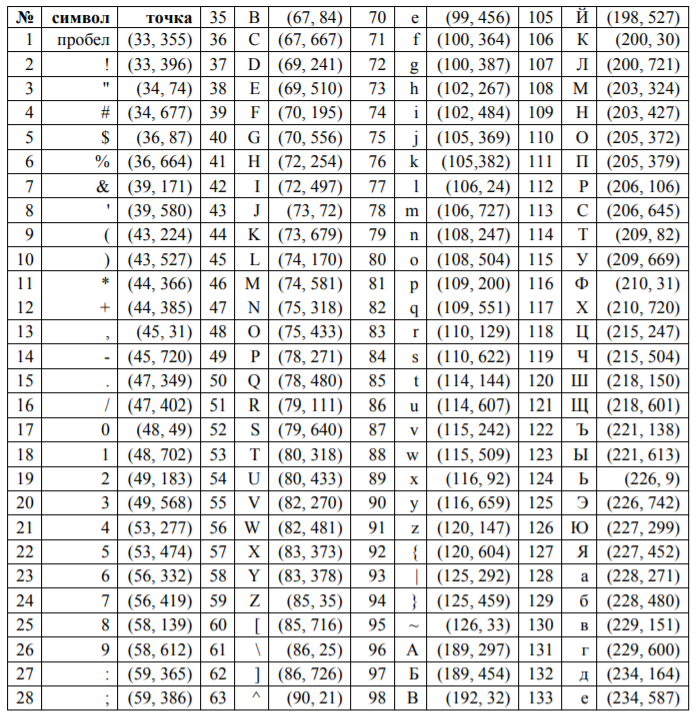 № символ точка 35 B (67, 84) 70 e (99, 456) 105 Й (198, 527)
1 пробел (33, 355) 36 C (67, 667) 71 f (100, 364) 106 К (200, 30)
2 ! (33, 396) 37 D (69, 241) 72 g (100, 387) 107 Л (200, 721)
3 " (34, 74) 38 E (69, 510) 73 h (102, 267) 108 М (203, 324)
4 # (34, 677) 39 F (70, 195) 74 i (102, 484) 109 Н (203, 427)
5 $ (36, 87) 40 G (70, 556) 75 j (105, 369) 110 О (205, 372)
6 % (36, 664) 41 H (72, 254) 76 k (105,382) 111 П (205, 379)
7 & (39, 171) 42 I (72, 497) 77 l (106, 24) 112 Р (206, 106)
8 ' (39, 580) 43 J (73, 72) 78 m (106, 727) 113 С (206, 645)
9 ( (43, 224) 44 K (73, 679) 79 n (108, 247) 114 Т (209, 82)
10 ) (43, 527) 45 L (74, 170) 80 o (108, 504) 115 У (209, 669)
11 * (44, 366) 46 M (74, 581) 81 p (109, 200) 116 Ф (210, 31)
12 + (44, 385) 47 N (75, 318) 82 q (109, 551) 117 Х (210, 720)
13 , (45, 31) 48 O (75, 433) 83 r (110, 129) 118 Ц (215, 247)
14 - (45, 720) 49 P (78, 271) 84 s (110, 622) 119 Ч (215, 504)
15 . (47, 349) 50 Q (78, 480) 85 t (114, 144) 120 Ш (218, 150)
16 / (47, 402) 51 R (79, 111) 86 u (114, 607) 121 Щ (218, 601)
17 0 (48, 49) 52 S (79, 640) 87 v (115, 242) 122 Ъ (221, 138)
18 1 (48, 702) 53 T (80, 318) 88 w (115, 509) 123 Ы (221, 613)
19 2 (49, 183) 54 U (80, 433) 89 x (116, 92) 124 Ь (226, 9)
20 3 (49, 568) 55 V (82, 270) 90 y (116, 659) 125 Э (226, 742)
21 4 (53, 277) 56 W (82, 481) 91 z (120, 147) 126 Ю (227, 299)
22 5 (53, 474) 57 X (83, 373) 92 { (120, 604) 127 Я (227, 452)
23 6 (56, 332) 58 Y (83, 378) 93 | (125, 292) 128 а (228, 271)
24 7 (56, 419) 59 Z (85, 35) 94 } (125, 459) 129 б (228, 480)
25 8 (58, 139) 60 [ (85, 716) 95 ~ (126, 33) 130 в (229, 151)
26 9 (58, 612) 61 \ (86, 25) 96 А (189, 297) 131 г (229, 600)
27 : (59, 365) 62 ] (86, 726) 97 Б (189, 454) 132 д (234, 164)
28 ; (59, 386) 63 ^ (90, 21) 98 В (192, 32) 133 е (234, 587)